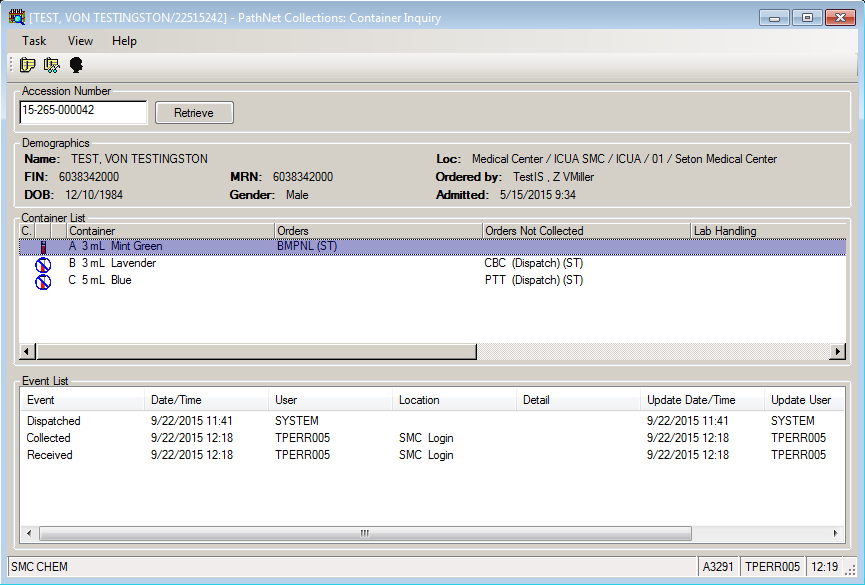 [TEST, VON TESTINGSTON/22515242] - PathNet Collections: Container Inquiry
Task View Help
Accession Number
15-265-000042 Retrieve
Demographics
Name: TEST, VON TESTINGSTON Loc: Medical Center / ICUA SMC / ICUA / 01 / Seton Medical Center
FIN: 6038342000 MRN: 6038342000 Ordered by: TestIS , Z VMiller
DOB: 12/10/1984 Gender: Male Admitted: 5/15/2015 9:34
Container List
C. Container Orders Orders Not Collected Lab Handling
A 3 mL Mint Green BMPNL (ST)
B 3 mL Lavender CBC (Dispatch) (ST)
C 5 mL Blue PTT (Dispatch) (ST)
Event List
Event Date/Time User Location Detail Update Date/Time Update User
Dispatched 9/22/2015 11:41 SYSTEM 9/22/2015 11:41 SYSTEM
Collected 9/22/2015 12:18 TPERR005 SMC Login 9/22/2015 12:18 TPERR005
Received 9/22/2015 12:18 TPERR005 SMC Login 9/22/2015 12:18 TPERR005
SMC CHEM A3291 TPERR005 12:19